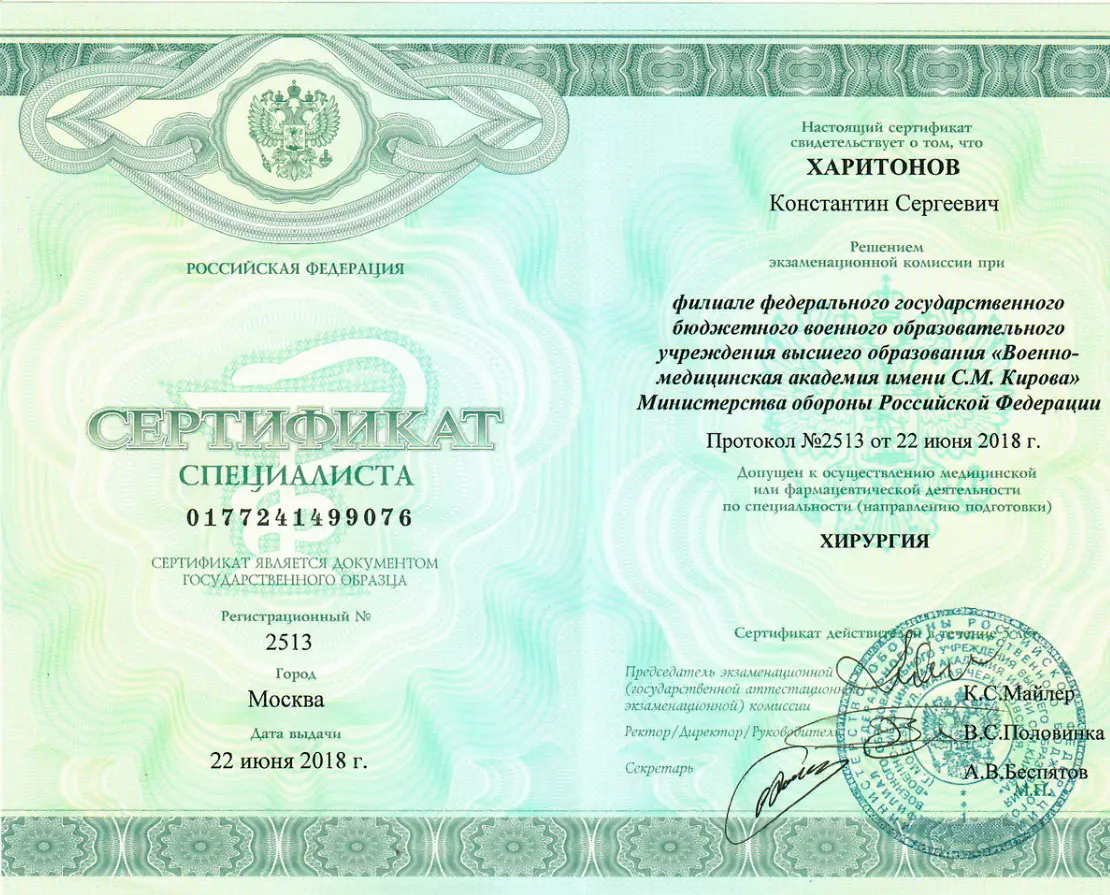 РОССИЙСКАЯ ФЕДЕРАЦИЯ
СЕРТИФИКАТ
СПЕЦИАЛИСТА
0177241499076
СЕРТИФИКАТ ЯВЛЯЕТСЯ ДОКУМЕНТОМ
ГОСУДАРСТВЕННОГО ОБРАЗЦА
Регистрационный №
2513
Город
Москва
Дата выдачи
22 июня 2018 г.
Настоящий сертификат
свидетельствует о том, что
ХАРИТОНОВ
Константин Сергеевич
Решением
экзаменационной комиссии при
филиале федерального государственного
бюджетного военного образовательного
учреждения высшего образования «Военно-
медицинская академия имени С.М. Кирова»
Министерства обороны Российской Федерации
Протокол №2513 от 22 июня 2018 г.
Допущен к осуществлению медицинской
или фармацевтической деятельности
по специальности (направлению подготовки)
ХИРУРГИЯ
Сертификат действителен в течение 5 лет
Председатель экзаменационной
(государственной аттестационной
экзаменационной) комиссии
К.С.Майлер
Ректор/Директор/Руководитель
В.С.Половинка
Секретарь
А.В.Беспятов
М.П.